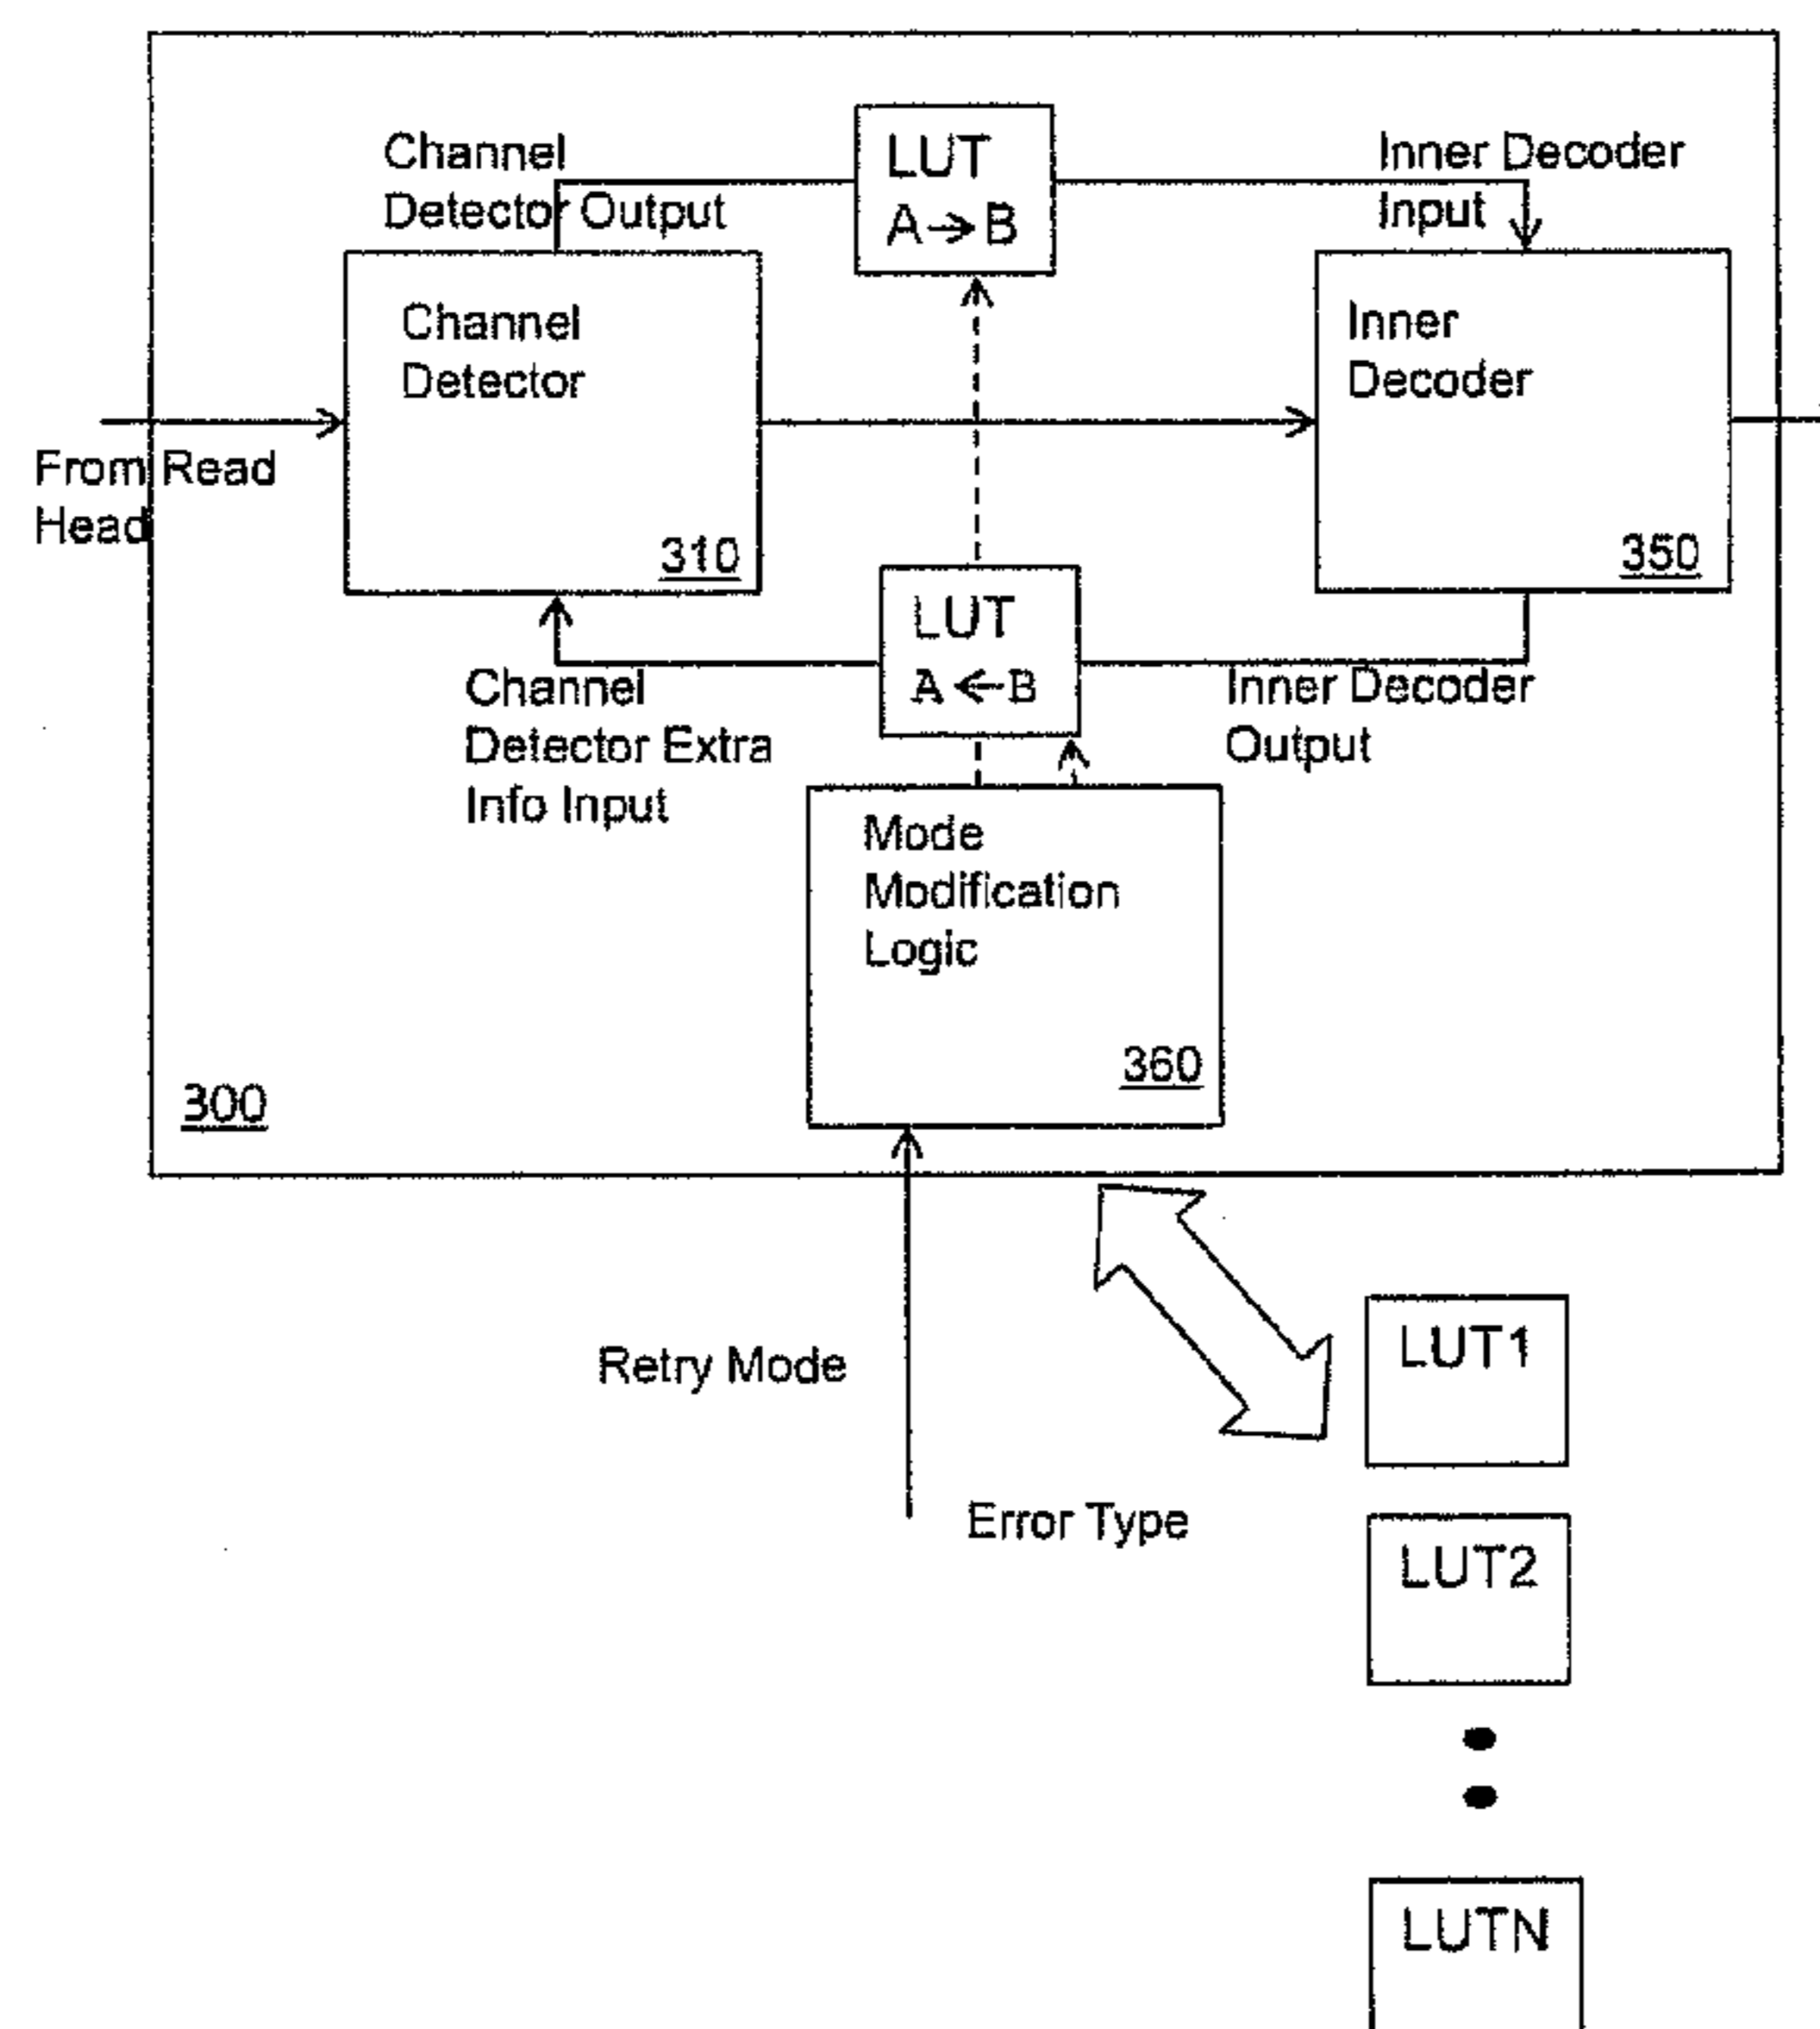 Channel
Detector Output
LUT
A→B
Inner Decoder
Input
Channel
Detector
310
Inner
Decoder
350
From Read
Head
LUT
A←B
Channel
Detector Extra
Info Input
Inner Decoder
Output
Mode
Modification
Logic
360
300
Retry Mode
Error Type
LUT1
LUT2
LUTN